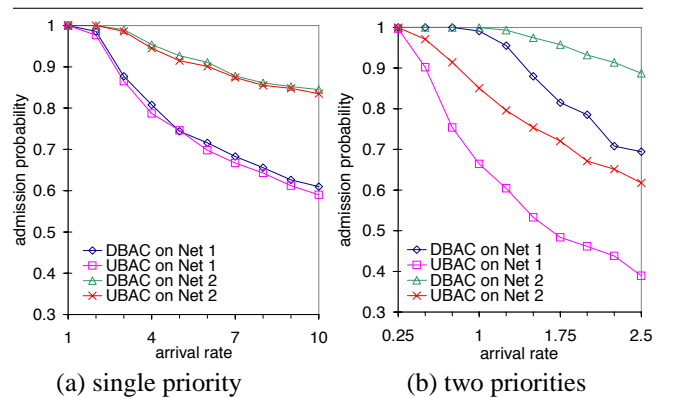 admission probability
1
0.9
0.8
0.7
0.6
0.5
0.4
0.3
DBAC on Net 1
UBAC on Net 1
DBAC on Net 2
UBAC on Net 2
1 4 7 10
arrival rate
(a) single priority
admission probability
1
0.9
0.8
0.7
0.6
0.5
0.4
0.3
DBAC on Net 1
UBAC on Net 1
DBAC on Net 2
UBAC on Net 2
0.25 1 1.75 2.5
arrival rate
(b) two priorities